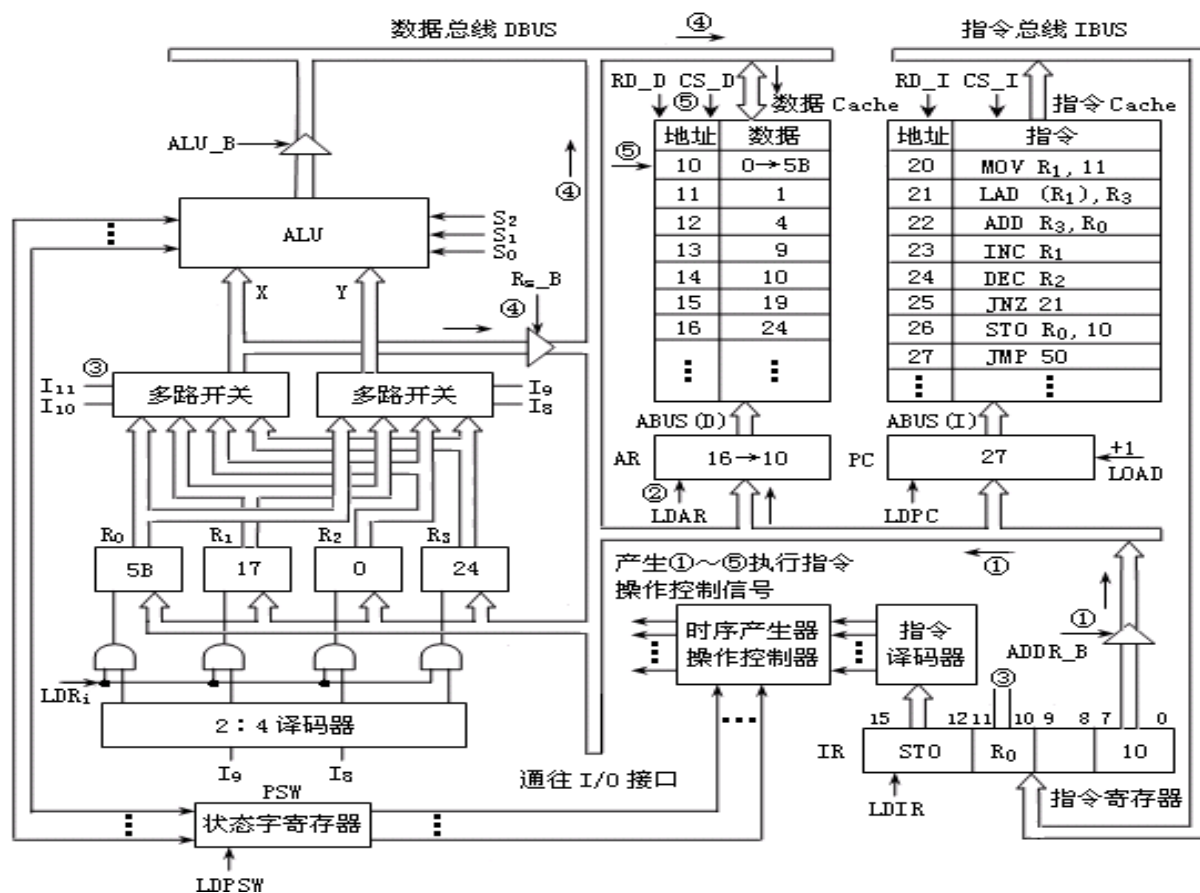 数据总线 DBUS ④
指令总线 IBUS
RD_D CS_D
⑤
数据 Cache
RD_I CS_I
指令 Cache
ALU_B
④
⑤
地址 数据
10 0→5B
11 1
12 4
13 9
14 10
15 19
16 24
地址 指令
20 MOV R₁, 11
21 LAD (R₁), R₃
22 ADD R₃, R₀
23 INC R₁
24 DEC R₂
25 JNZ 21
26 STO R₀, 10
27 JMP 50
ALU
S₂
S₁
S₀
X Y
Rₛ_B
④
③
I₁₁
I₁₀
多路开关
多路开关
I₉
I₈
ABUS(D)
ABUS(I)
AR 16→10
PC 27
+1
LOAD
②
LDAR
LDPC
R₀ R₁ R₂ R₃
5B 17 0 24
①
产生①～⑤执行指令
操作控制信号
时序产生器
操作控制器
指令
译码器
①
ADDR_B
③
LDRᵢ
2：4 译码器
I₉ I₈
15 12 11 10 9 8 7 0
IR STO R₀ 10
通往 I/O 接口
指令寄存器
LDIR
PSW
状态字寄存器
LDPSW